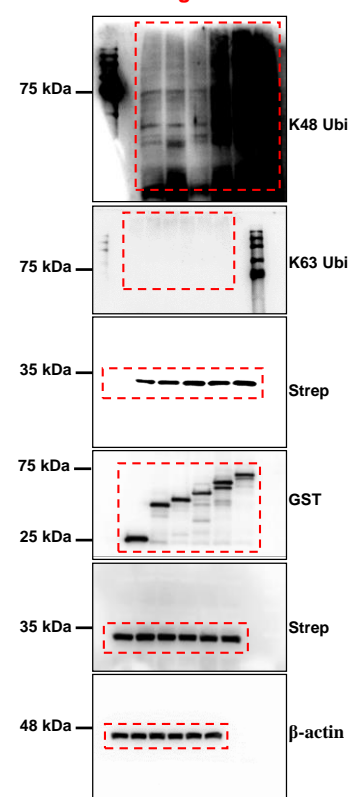 75 kDa
K48 Ubi
75 kDa
K63 Ubi
35 kDa
Strep
75 kDa
GST
25 kDa
35 kDa
Strep
48 kDa
β-actin